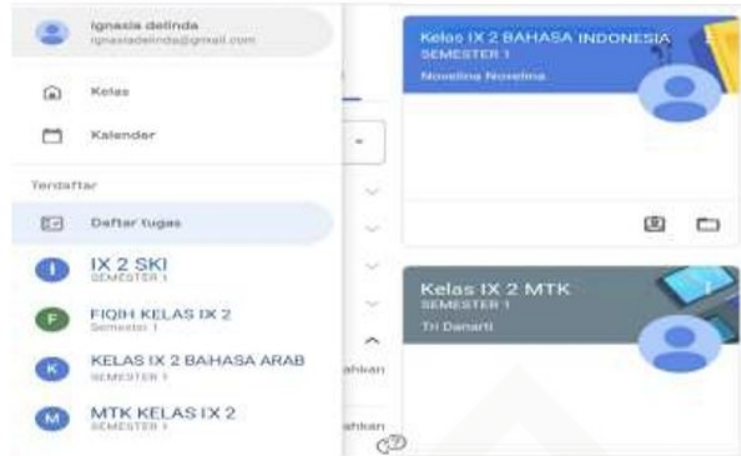 ignasia delinda
ignasiadelinda@gmail.com
Kelas
Kalender
Terdaftar
Daftar tugas
I
IX 2 SKI
SEMESTER 1
F
FIQIH KELAS IX 2
Semester 1
K
KELAS IX 2 BAHASA ARAB
SEMESTER 1
M
MTK KELAS IX 2
SEMESTER 1
ahkan
ahkan
Kelas IX 2 BAHASA INDONESIA
SEMESTER 1
Novelina Novelina
Kelas IX 2 MTK
SEMESTER 1
Tri Danarti